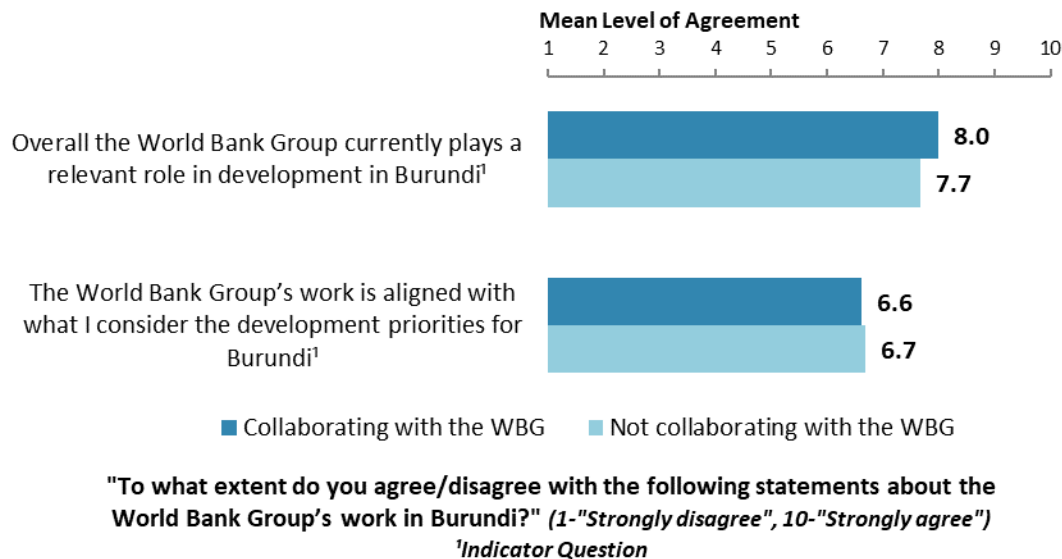 Mean Level of Agreement
1 2 3 4 5 6 7 8 9 10
Overall the World Bank Group currently plays a
relevant role in development in Burundi¹
8.0
7.7
The World Bank Group’s work is aligned with
what I consider the development priorities for
Burundi¹
6.6
6.7
Collaborating with the WBG Not collaborating with the WBG
"To what extent do you agree/disagree with the following statements about the
World Bank Group’s work in Burundi?" (1-"Strongly disagree", 10-"Strongly agree")
¹Indicator Question